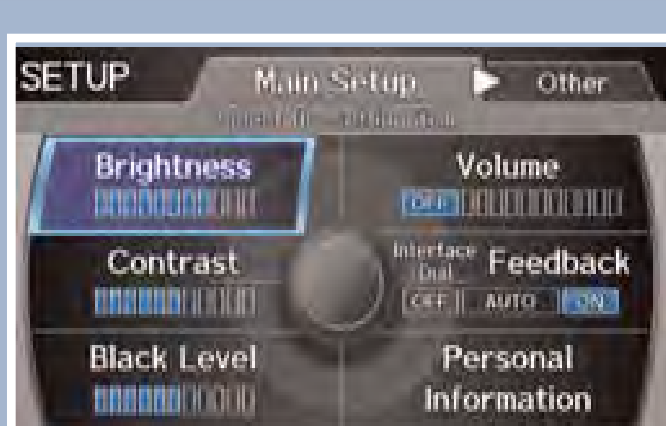 SETUP
Main Setup
Other
Brightness
Volume
OFF
Contrast
Interface
Dial
Feedback
OFF AUTO ON
Black Level
Personal
Information